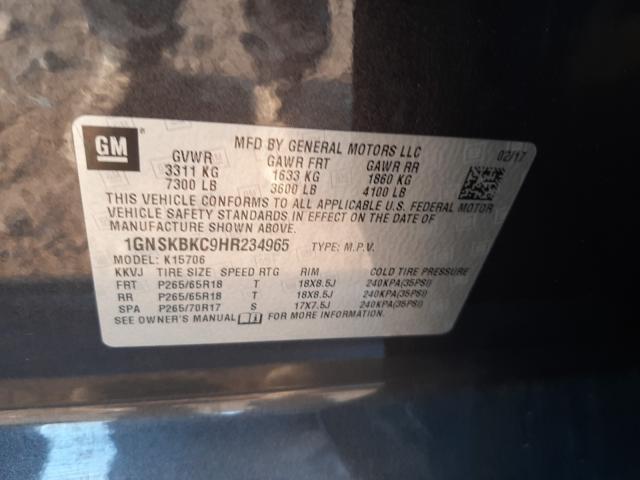 GM
MFD BY GENERAL MOTORS LLC
02/17
GVWR GAWR FRT GAWR RR
3311 KG 1633 KG 1860 KG
7300 LB 3600 LB 4100 LB
THIS VEHICLE CONFORMS TO ALL APPLICABLE U.S. FEDERAL MOTOR
VEHICLE SAFETY STANDARDS IN EFFECT ON THE DATE OF
MANUFACTURE SHOWN ABOVE.
1GNSKBKC9HR234965 TYPE: M.P.V.
MODEL: K15706
KKVJ TIRE SIZE SPEED RTG RIM COLD TIRE PRESSURE
FRT P265/65R18 T 18X8.5J 240KPA(35PSI)
RR P265/65R18 T 18X8.5J 240KPA(35PSI)
SPA P265/70R17 S 17X7.5J 240KPA(35PSI)
SEE OWNER'S MANUAL FOR MORE INFORMATION.